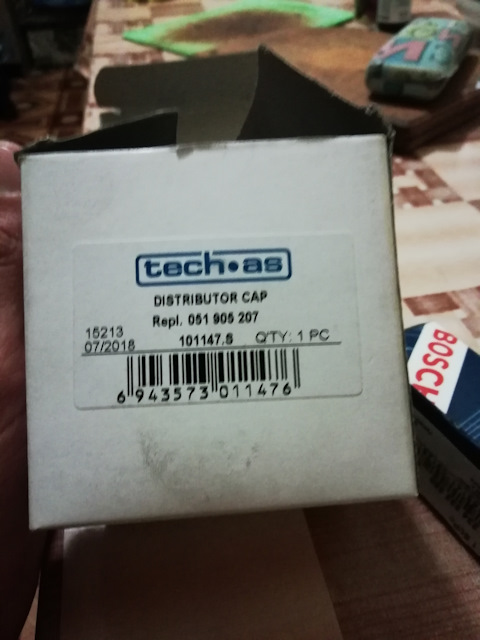 tech•as
DISTRIBUTOR CAP
Repl. 051 905 207
15213
07/2018 101147.S Q'TY: 1 PC
6 943573 011476
BOSCH